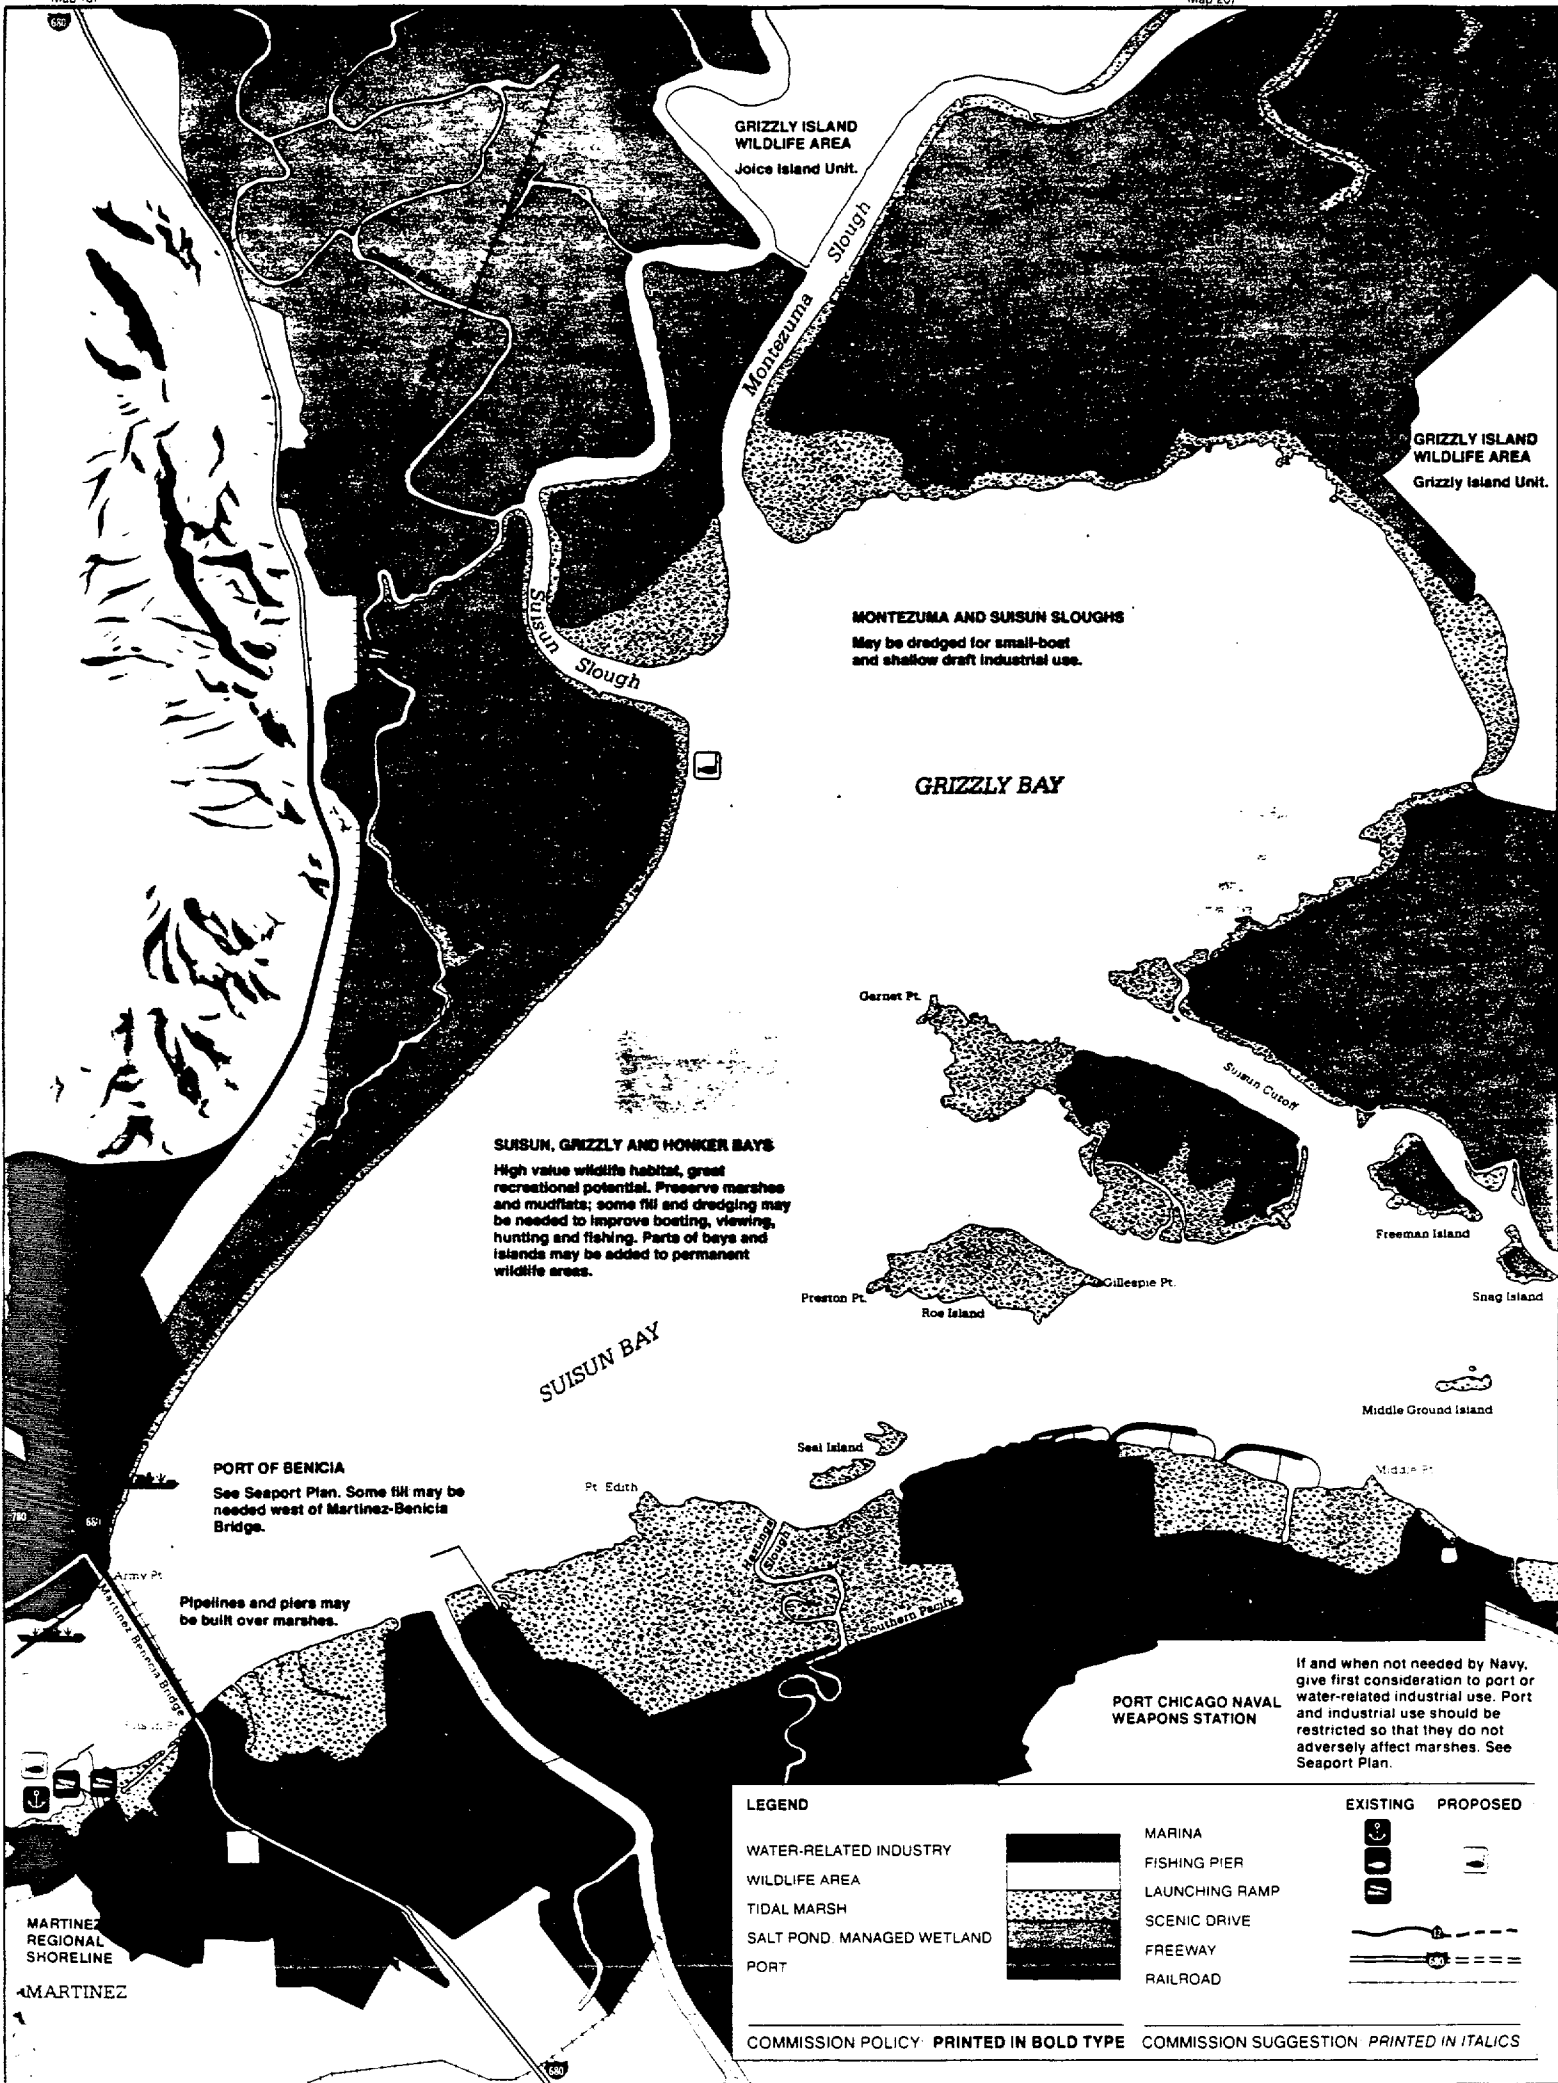 680
Map 207
GRIZZLY ISLAND
WILDLIFE AREA
Joice Island Unit.
Montezuma Slough
GRIZZLY ISLAND
WILDLIFE AREA
Grizzly Island Unit.
Suisun Slough
MONTEZUMA AND SUISUN SLOUGHS
May be dredged for small-boat
and shallow draft industrial use.
GRIZZLY BAY
Garnet Pt.
Suisun Cutoff
SUISUN, GRIZZLY AND HONKER BAYS
High value wildlife habitat, great
recreational potential. Preserve marshes
and mudflats; some fill and dredging may
be needed to improve boating, viewing,
hunting and fishing. Parts of bays and
islands may be added to permanent
wildlife areas.
Freeman Island
Snag Island
Preston Pt.
Gillespie Pt.
Roe Island
SUISUN BAY
Middle Ground Island
Seal Island
Middle Pt.
Pt. Edith
PORT OF BENICIA
See Seaport Plan. Some fill may be
needed west of Martinez-Benicia
Bridge.
780
680
Army Pt.
Martinez Benicia Bridge
Pipelines and piers may
be built over marshes.
Southern Pacific
PORT CHICAGO NAVAL
WEAPONS STATION
If and when not needed by Navy,
give first consideration to port or
water-related industrial use. Port
and industrial use should be
restricted so that they do not
adversely affect marshes. See
Seaport Plan.
MARTINEZ
REGIONAL
SHORELINE
MARTINEZ
680
LEGEND
WATER-RELATED INDUSTRY
WILDLIFE AREA
TIDAL MARSH
SALT POND, MANAGED WETLAND
PORT
EXISTING PROPOSED
MARINA
FISHING PIER
LAUNCHING RAMP
SCENIC DRIVE
12
FREEWAY
680
RAILROAD
COMMISSION POLICY: PRINTED IN BOLD TYPE
COMMISSION SUGGESTION: PRINTED IN ITALICS